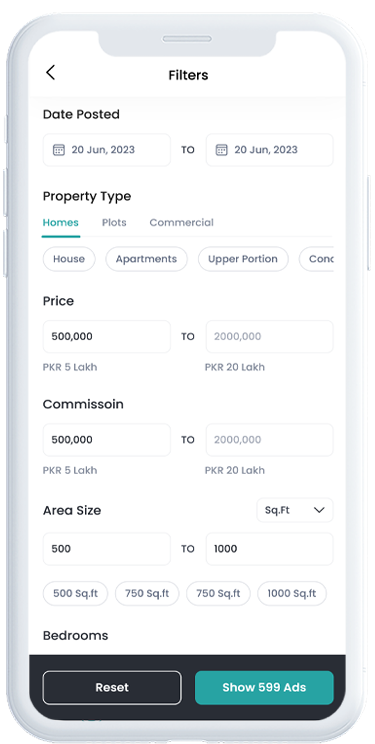 Filters
Date Posted
20 Jun, 2023 TO 20 Jun, 2023
Property Type
Homes Plots Commercial
House Apartments Upper Portion
Price
500,000 TO 2000,000
PKR 5 Lakh PKR 20 Lakh
Commissoin
500,000 TO 2000,000
PKR 5 Lakh PKR 20 Lakh
Area Size Sq.Ft
500 TO 1000
500 Sq.ft 750 Sq.ft 750 Sq.ft 1000 Sq.ft
Bedrooms
Reset Show 599 Ads